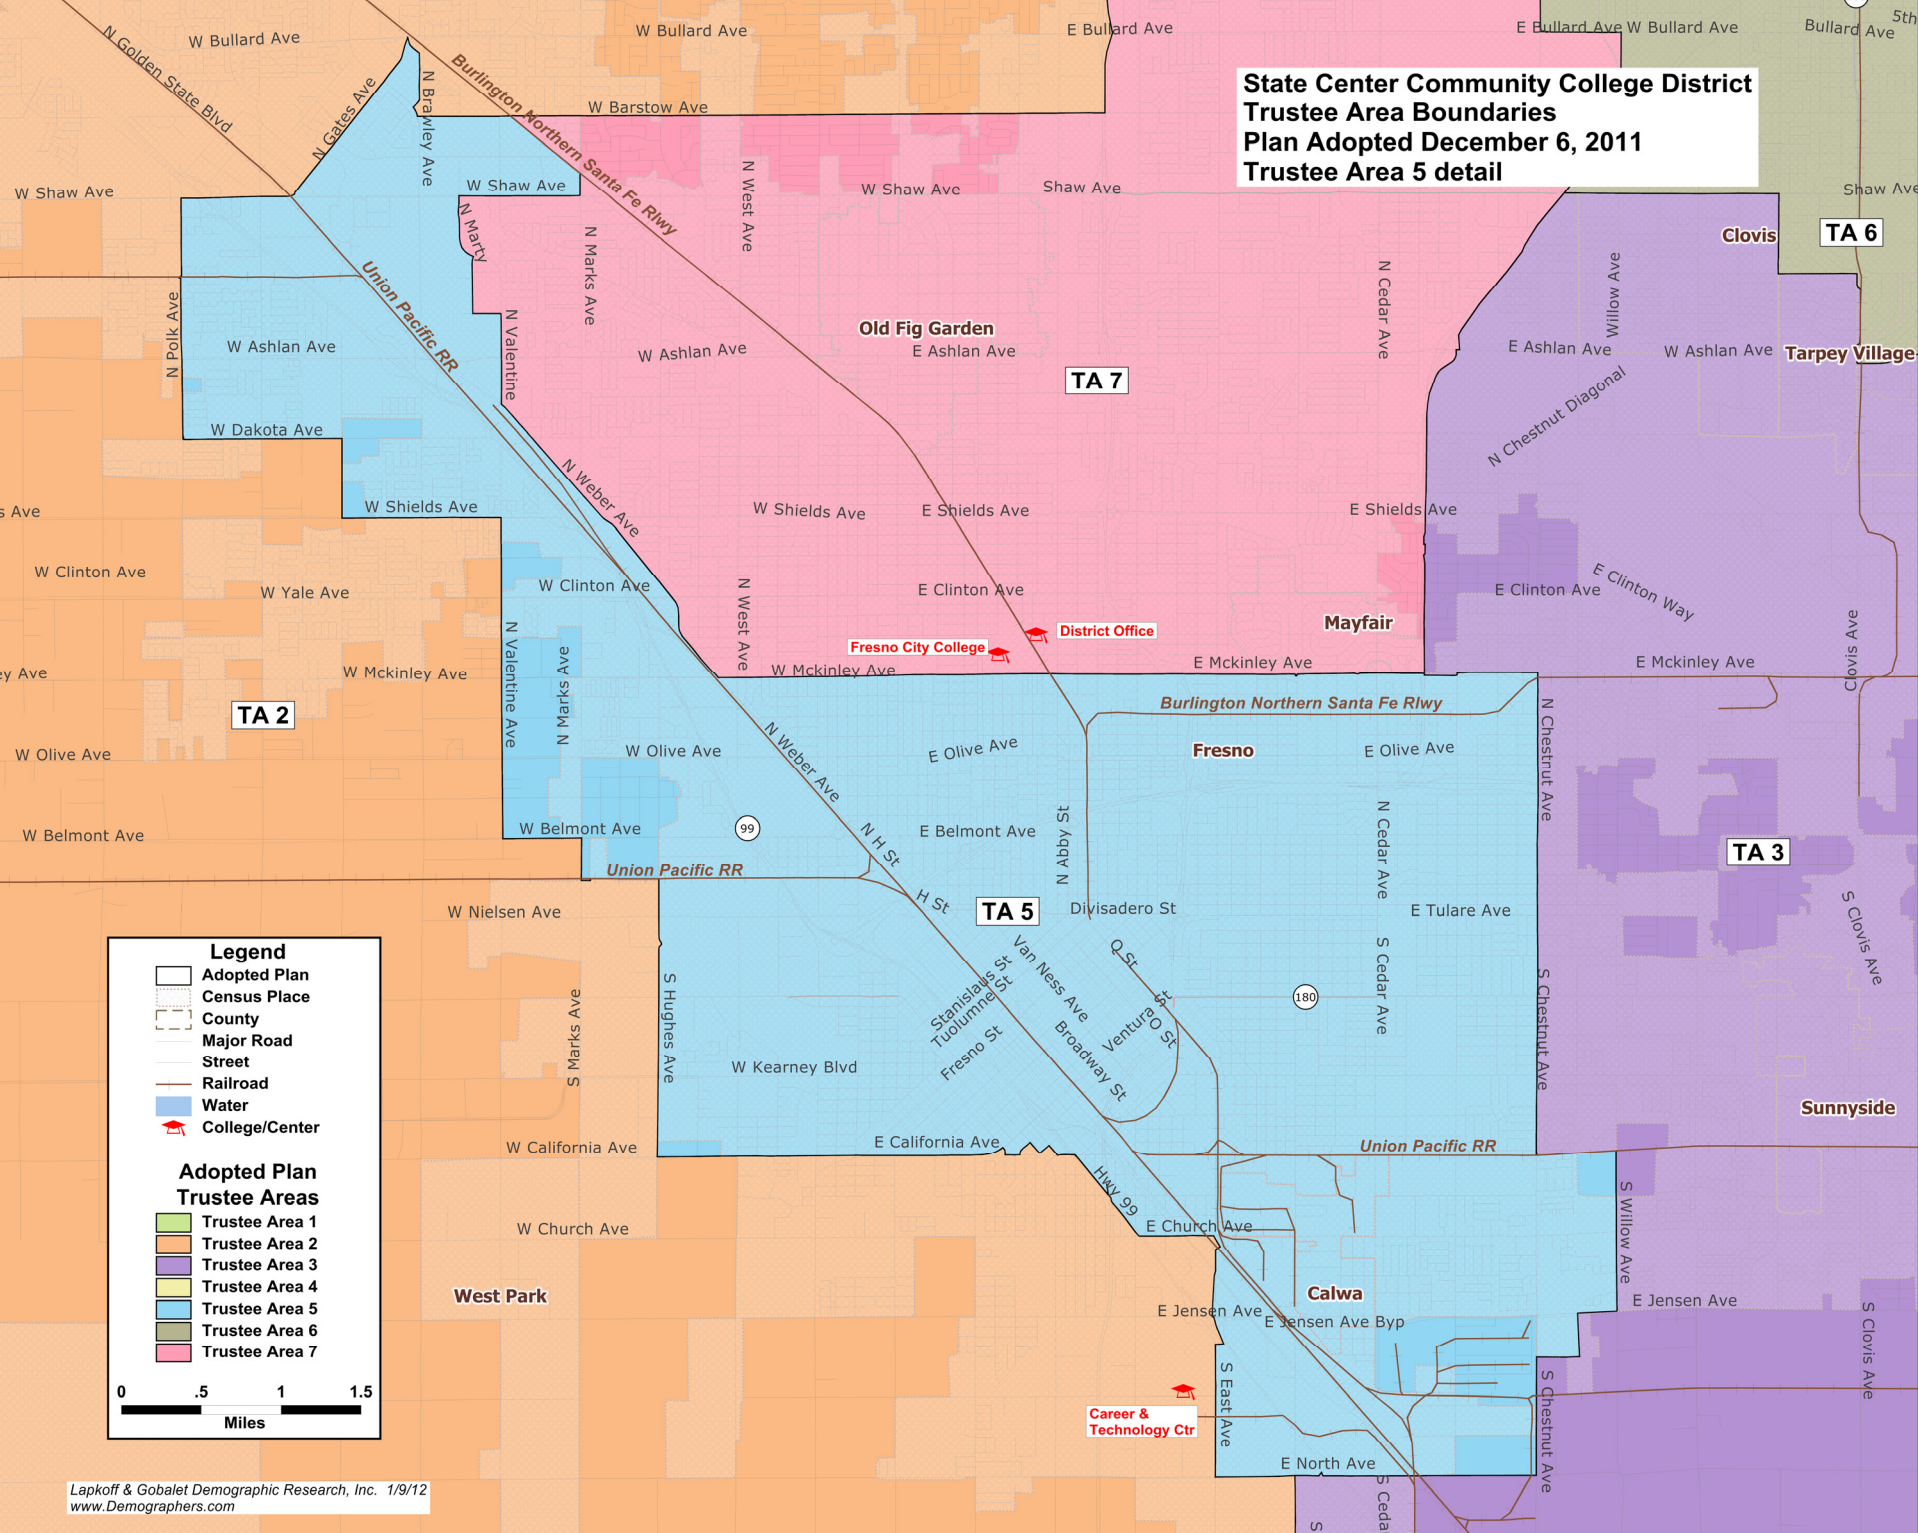 State Center Community College District
Trustee Area Boundaries
Plan Adopted December 6, 2011
Trustee Area 5 detail
N Golden State Blvd
W Bullard Ave
W Bullard Ave
E Bullard Ave
E Bullard Ave
W Bullard Ave
Bullard Ave
5th
N Gates Ave
N Brawley Ave
Burlington Northern Santa Fe Rlwy
W Barstow Ave
W Shaw Ave
W Shaw Ave
W Shaw Ave
Shaw Ave
Shaw Ave
N Marty
N Marks Ave
N West Ave
N Cedar Ave
Willow Ave
Clovis
TA 6
Union Pacific RR
N Polk Ave
N Valentine
W Ashlan Ave
W Ashlan Ave
Old Fig Garden
E Ashlan Ave
E Ashlan Ave
W Ashlan Ave
Tarpey Village
TA 7
N Chestnut Diagonal
W Dakota Ave
N Weber Ave
s Ave
W Shields Ave
W Shields Ave
E Shields Ave
E Shields Ave
W Clinton Ave
W Yale Ave
W Clinton Ave
E Clinton Ave
E Clinton Ave
E Clinton Way
N West Ave
Mayfair
District Office
Fresno City College
Clovis Ave
ey Ave
W Mckinley Ave
W Mckinley Ave
E Mckinley Ave
E Mckinley Ave
N Valentine Ave
N Marks Ave
TA 2
Burlington Northern Santa Fe Rlwy
N Chestnut Ave
W Olive Ave
W Olive Ave
N Weber Ave
E Olive Ave
Fresno
E Olive Ave
W Belmont Ave
W Belmont Ave
99
N H St
E Belmont Ave
N Abby St
N Cedar Ave
TA 3
Union Pacific RR
H St
W Nielsen Ave
TA 5
Divisadero St
E Tulare Ave
S Clovis Ave
Van Ness Ave
Q St
S Cedar Ave
S Hughes Ave
S Marks Ave
Stanislaus St
Tuolumne St
Fresno St
Ventura St
O St
Broadway St
180
S Chestnut Ave
W Kearney Blvd
Sunnyside
W California Ave
E California Ave
Union Pacific RR
Hwy 99
S Willow Ave
W Church Ave
E Church Ave
West Park
Calwa
E Jensen Ave
E Jensen Ave Byp
E Jensen Ave
S Clovis Ave
S East Ave
S Chestnut Ave
Career &
Technology Ctr
E North Ave
S Ceda
S
Legend
Adopted Plan
Census Place
County
Major Road
Street
Railroad
Water
College/Center
Adopted Plan
Trustee Areas
Trustee Area 1
Trustee Area 2
Trustee Area 3
Trustee Area 4
Trustee Area 5
Trustee Area 6
Trustee Area 7
0 .5 1 1.5
Miles
Lapkoff & Gobalet Demographic Research, Inc. 1/9/12
www.Demographers.com